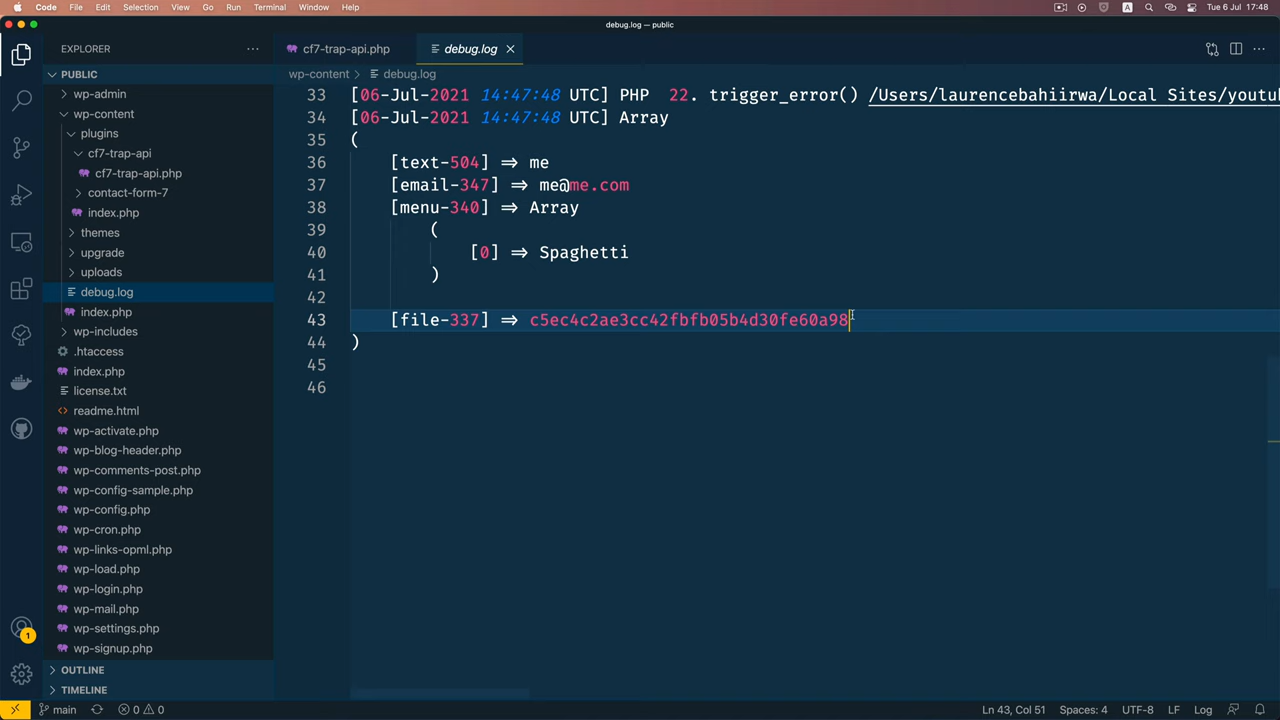 Code File Edit Selection View Go Run Terminal Window Help
A Tue 6 Jul 17:48
debug.log — public
EXPLORER
cf7-trap-api.php
debug.log
PUBLIC
wp-content > debug.log
wp-admin
wp-content
plugins
cf7-trap-api
cf7-trap-api.php
contact-form-7
index.php
themes
upgrade
uploads
debug.log
index.php
wp-includes
.htaccess
index.php
license.txt
readme.html
wp-activate.php
wp-blog-header.php
wp-comments-post.php
wp-config-sample.php
wp-config.php
wp-cron.php
wp-links-opml.php
wp-load.php
wp-login.php
wp-mail.php
wp-settings.php
wp-signup.php
OUTLINE
TIMELINE
33 [06-Jul-2021 14:47:48 UTC] PHP 22. trigger_error() /Users/laurencebahiirwa/Local Sites/youtu
34 [06-Jul-2021 14:47:48 UTC] Array
35 (
36 [text-504] => me
37 [email-347] => me@me.com
38 [menu-340] => Array
39 (
40 [0] => Spaghetti
41 )
42
43 [file-337] => c5ec4c2ae3cc42fbfb05b4d30fe60a98
44 )
45
46
1
main 0 0 Ln 43, Col 51 Spaces: 4 UTF-8 LF Log